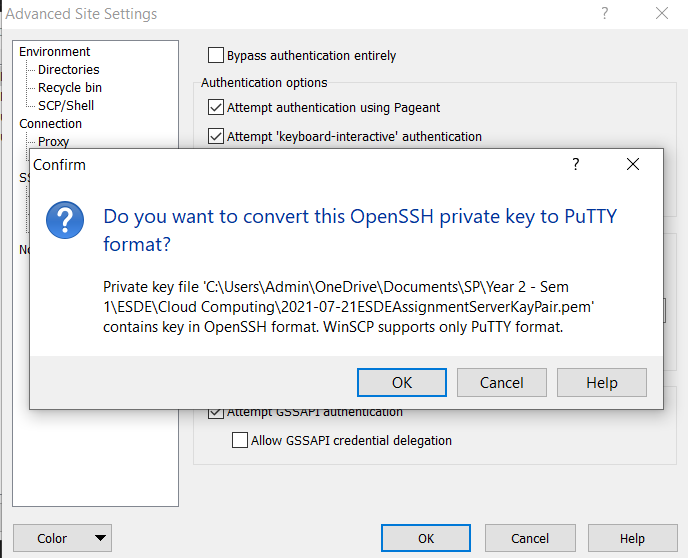 Advanced Site Settings
?
Environment
Directories
Recycle bin
SCP/Shell
Connection
Proxy
Bypass authentication entirely
Authentication options
Attempt authentication using Pageant
Attempt 'keyboard-interactive' authentication
Confirm
?
Do you want to convert this OpenSSH private key to PuTTY
format?
Private key file 'C:\Users\Admin\OneDrive\Documents\SP\Year 2 - Sem
1\ESDE\Cloud Computing\2021-07-21ESDEAssignmentServerKayPair.pem'
contains key in OpenSSH format. WinSCP supports only PuTTY format.
OK
Cancel
Help
Attempt GSSAPI authentication
Allow GSSAPI credential delegation
Color
OK
Cancel
Help